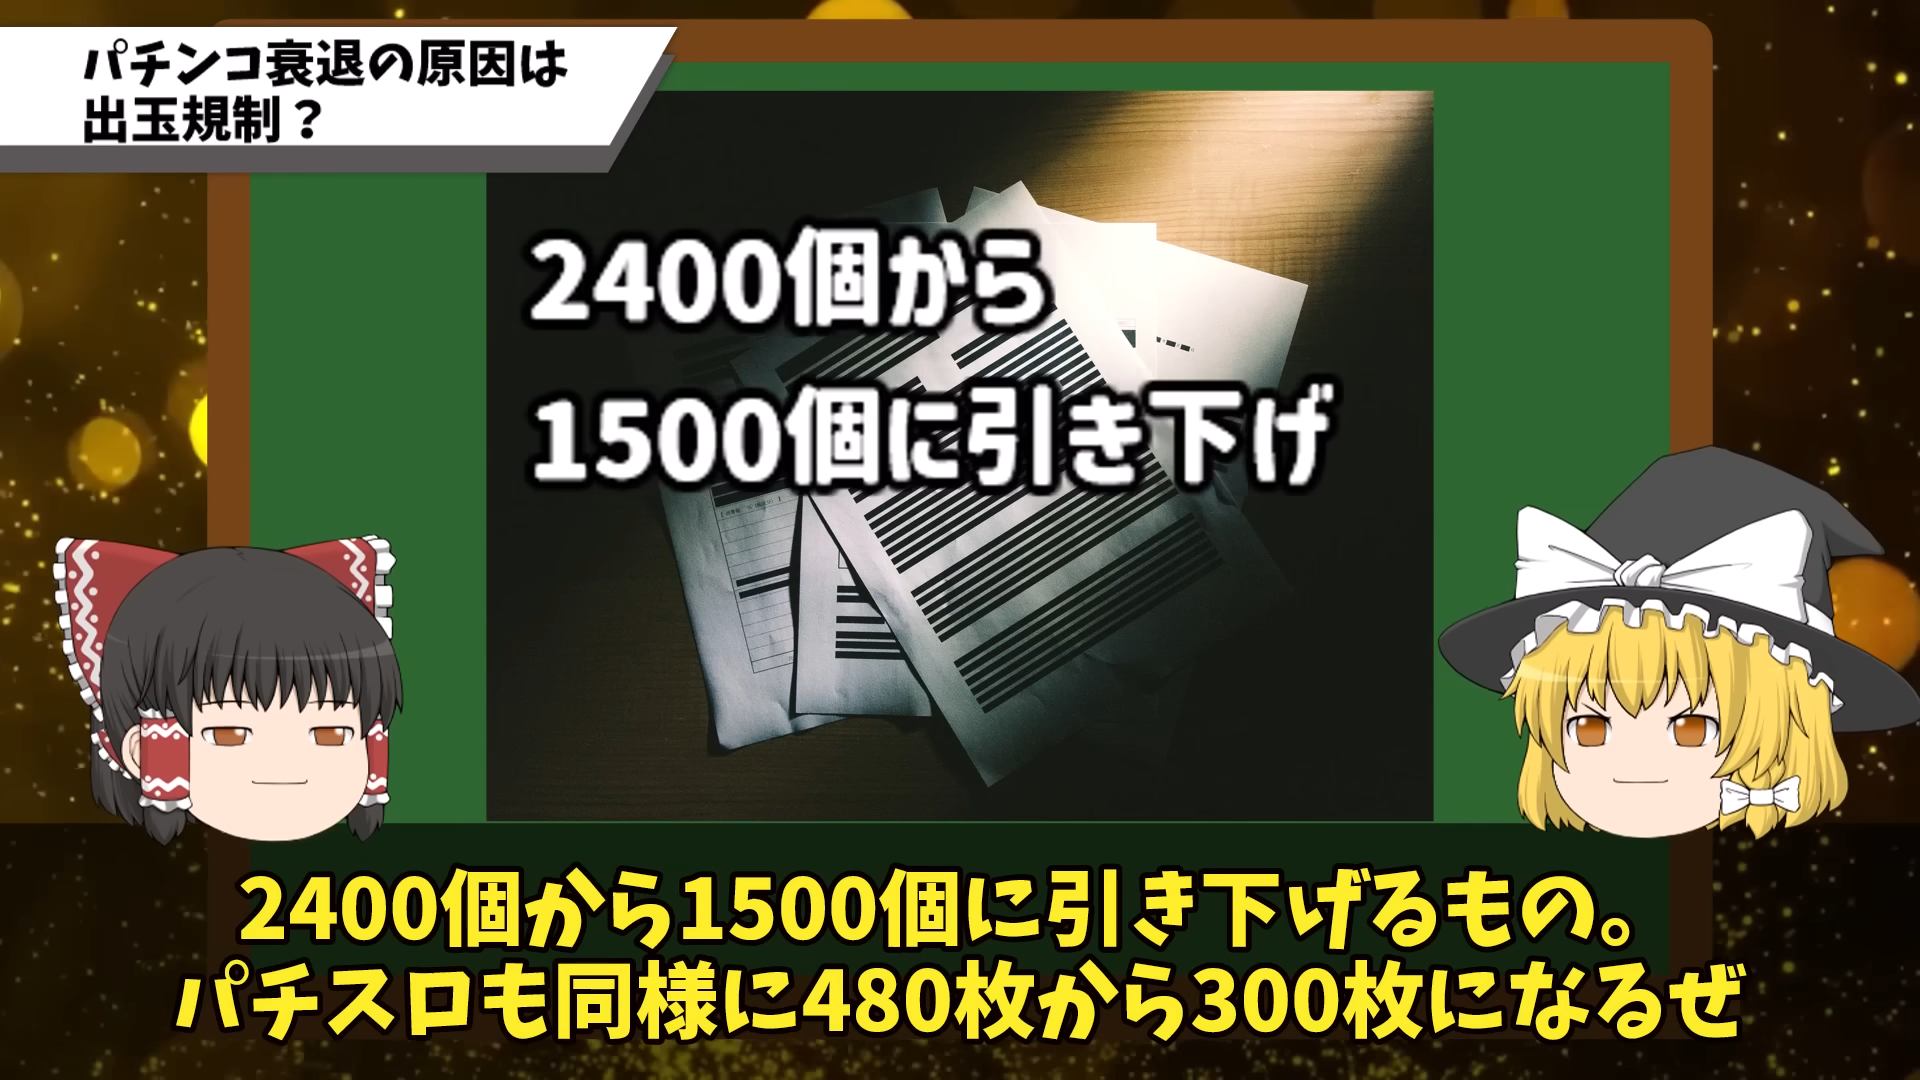 パチンコ衰退の原因は
出玉規制？
2400個から
1500個に引き下げ
2400個から1500個に引き下げるもの。
パチスロも同様に480枚から300枚になるぜ